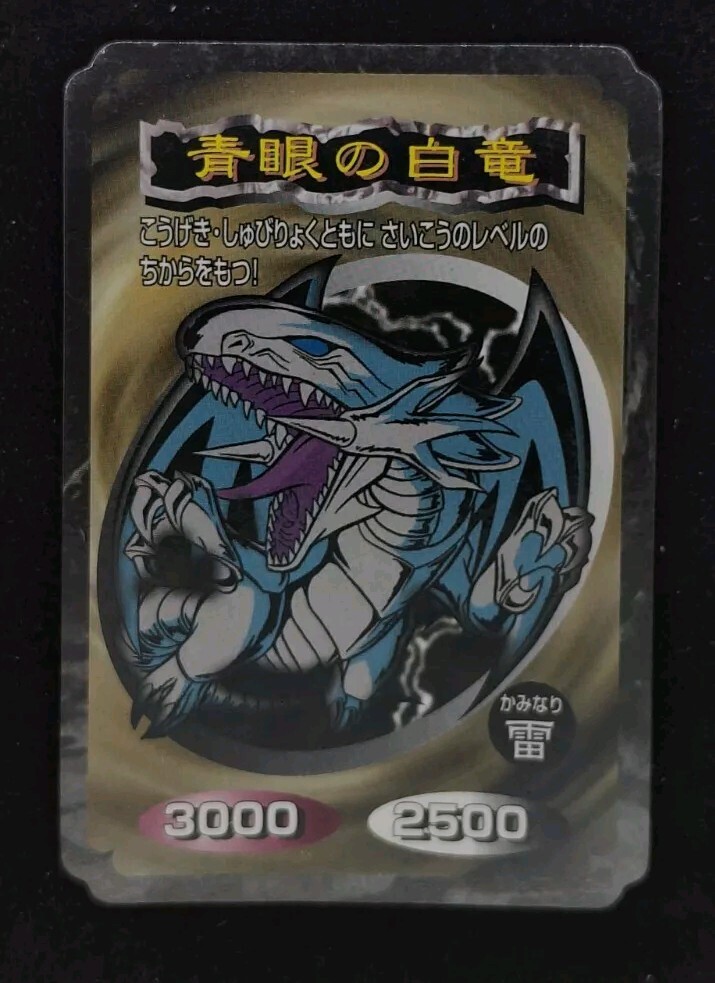 青眼の白竜
こうげき・しゅびりょくともに さいこうのレベルの
ちからをもつ!
かみなり
雷
3000
2500